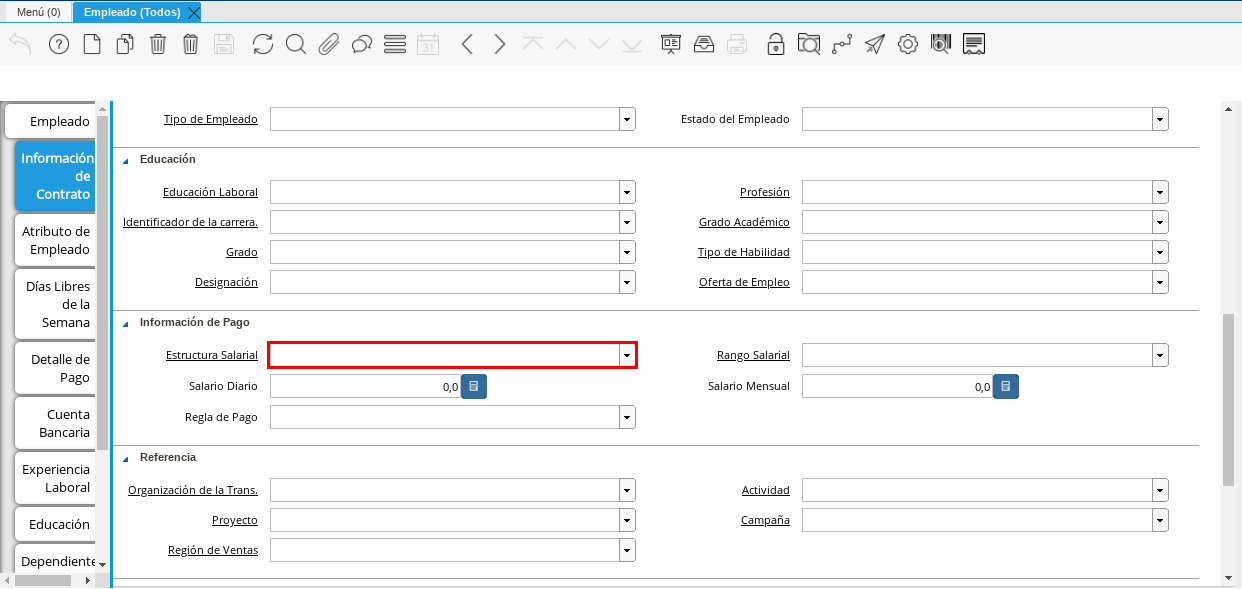 Menú (0)
Empleado (Todos)
31
Empleado
Información
de
Contrato
Atributo de
Empleado
Días Libres
de la
Semana
Detalle de
Pago
Cuenta
Bancaria
Experiencia
Laboral
Educación
Dependiente
Tipo de Empleado
Estado del Empleado
Educación
Educación Laboral
Profesión
Identificador de la carrera.
Grado Académico
Grado
Tipo de Habilidad
Designación
Oferta de Empleo
Información de Pago
Estructura Salarial
Rango Salarial
Salario Diario
0,0
Salario Mensual
0,0
Regla de Pago
Referencia
Organización de la Trans.
Actividad
Proyecto
Campaña
Región de Ventas